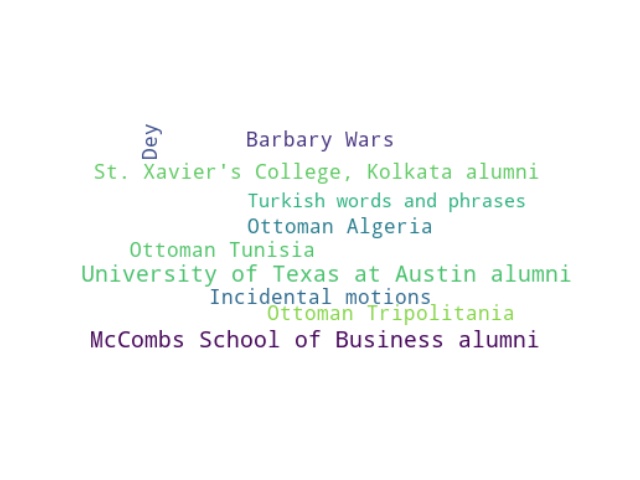 Dey
Barbary Wars
St. Xavier's College, Kolkata alumni
Turkish words and phrases
Ottoman Algeria
Ottoman Tunisia
University of Texas at Austin alumni
Incidental motions
Ottoman Tripolitania
McCombs School of Business alumni